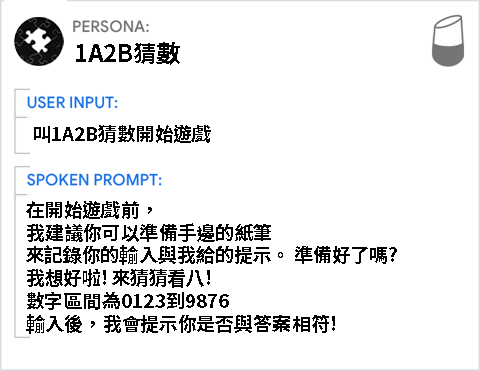 PERSONA:
1A2B猜數
USER INPUT:
叫1A2B猜數開始遊戲
SPOKEN PROMPT:
在開始遊戲前，
我建議你可以準備手邊的紙筆
來記錄你的輸入與我給的提示。 準備好了嗎?
我想好啦! 來猜猜看八!
數字區間為0123到9876
輸入後，我會提示你是否與答案相符!